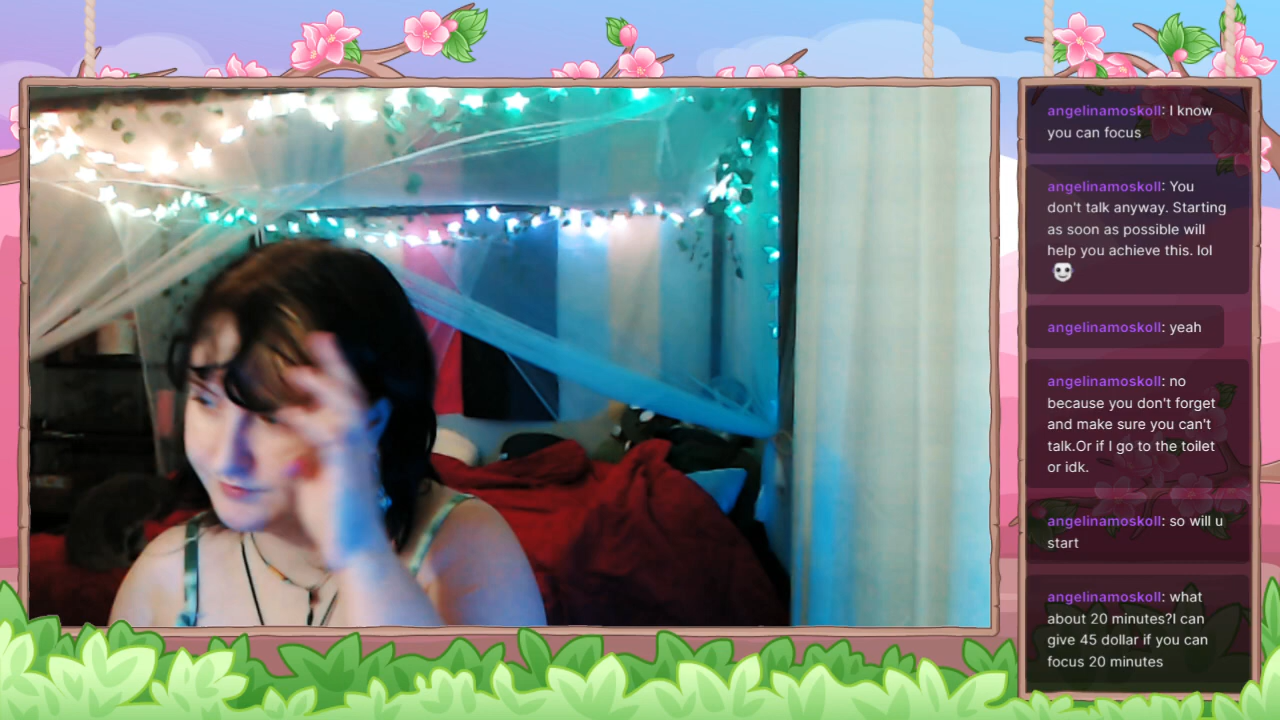 angelinamoskoll: I know
you can focus
angelinamoskoll: You
don't talk anyway. Starting
as soon as possible will
help you achieve this. lol
angelinamoskoll: yeah
angelinamoskoll: no
because you don't forget
and make sure you can't
talk.Or if I go to the toilet
or idk.
angelinamoskoll: so will u
start
angelinamoskoll: what
about 20 minutes?I can
give 45 dollar if you can
focus 20 minutes